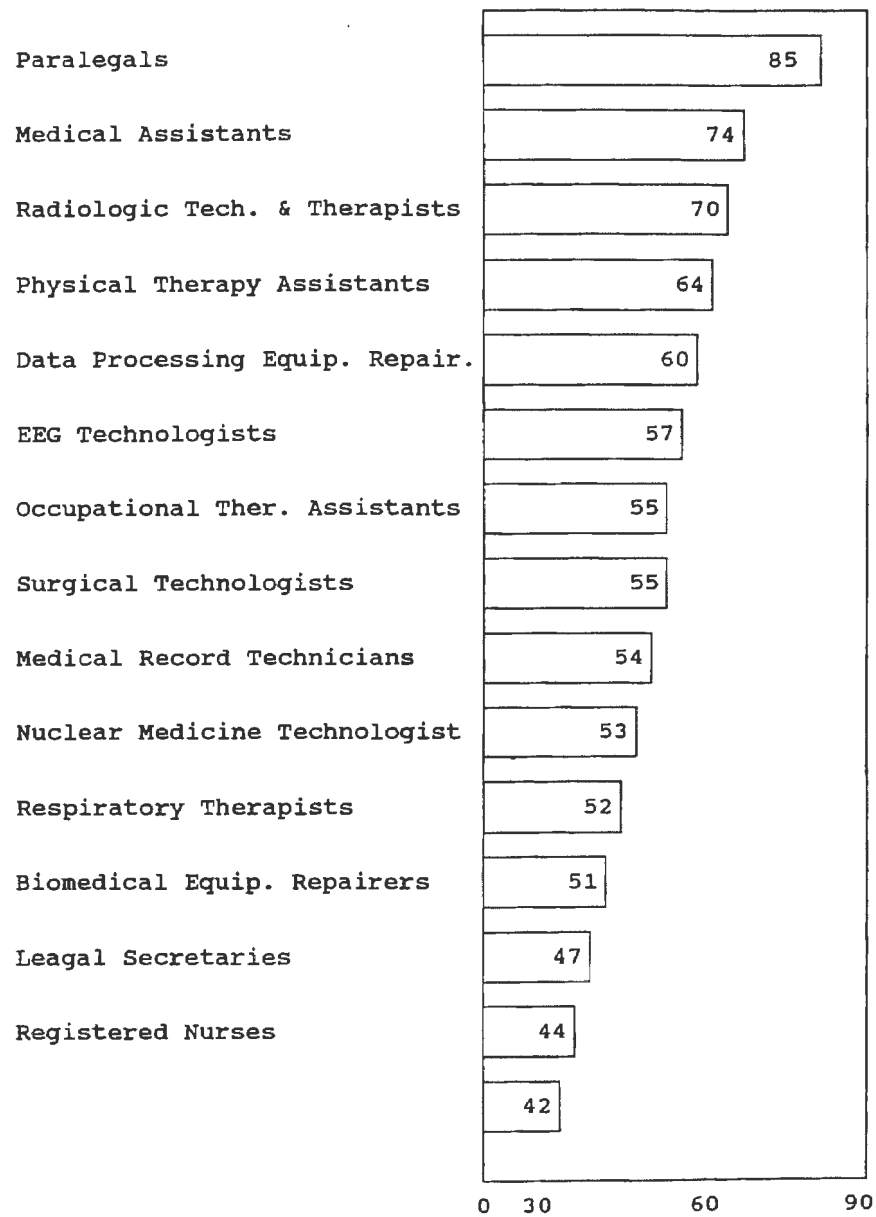 Paralegals 85
Medical Assistants 74
Radiologic Tech. & Therapists 70
Physical Therapy Assistants 64
Data Processing Equip. Repair. 60
EEG Technologists 57
Occupational Ther. Assistants 55
Surgical Technologists 55
Medical Record Technicians 54
Nuclear Medicine Technologist 53
Respiratory Therapists 52
Biomedical Equip. Repairers 51
Leagal Secretaries 47
Registered Nurses 44
42
0 30 60 90